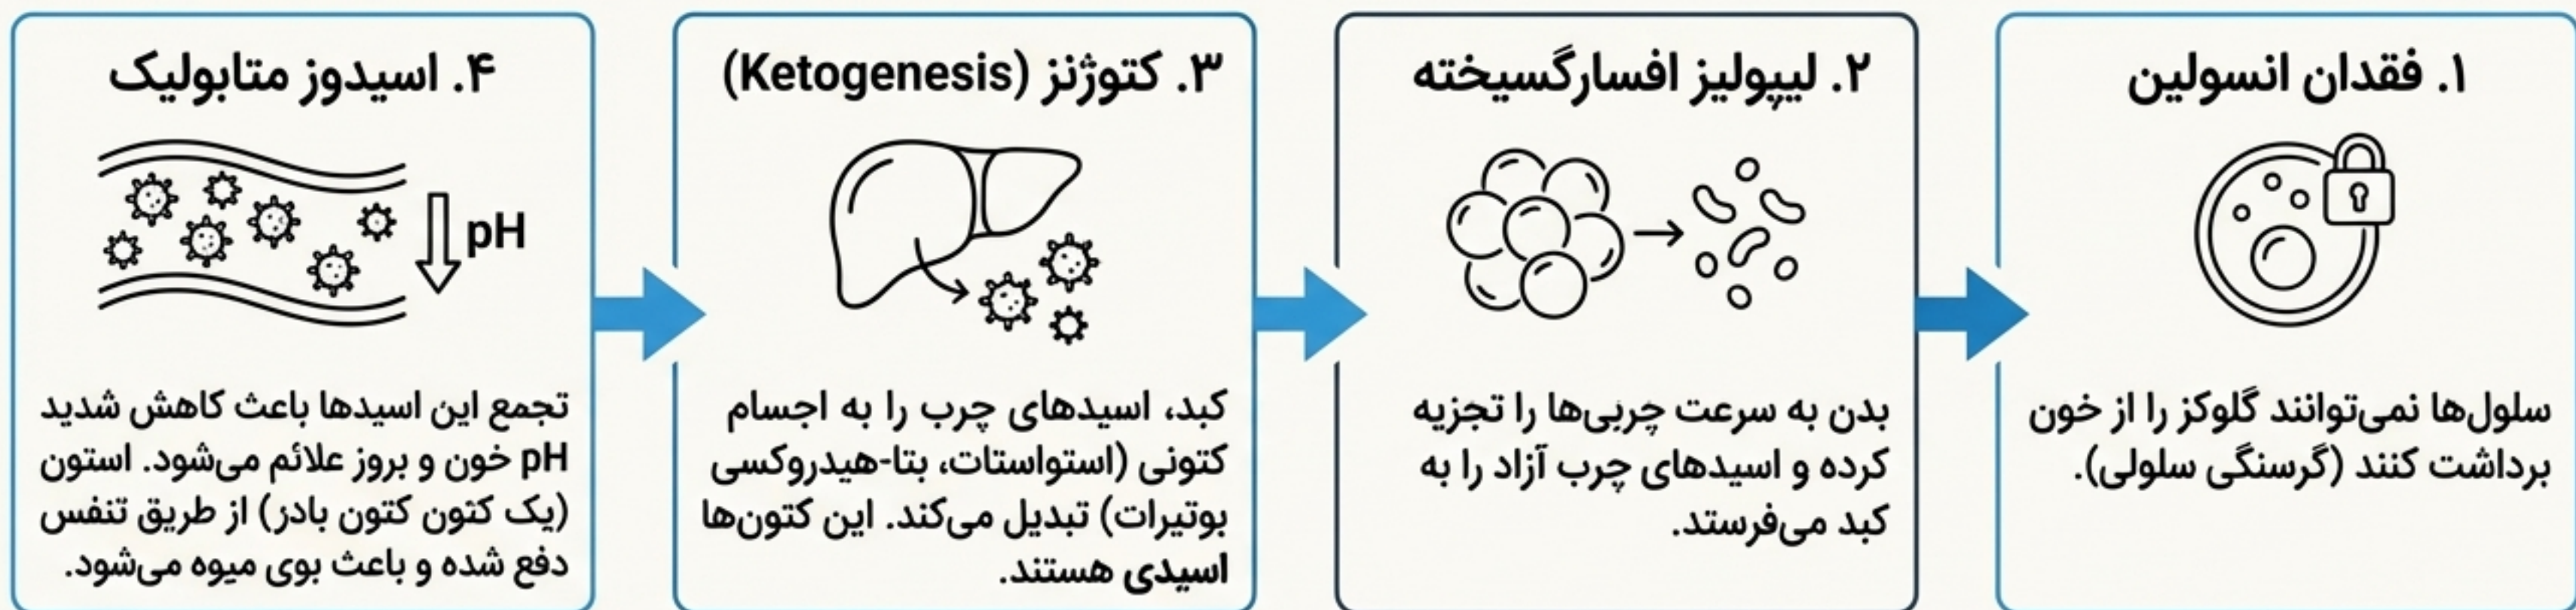 ۱. فقدان انسولین
سلول‌ها نمی‌توانند گلوکز را از خون
برداشت کنند (گرسنگی سلولی).
۲. لیپولیز افسارگسیخته
بدن به سرعت چربی‌ها را تجزیه
کرده و اسیدهای چرب آزاد را به
کبد می‌فرستد.
۳. کتوژنز (Ketogenesis)
کبد، اسیدهای چرب را به اجسام
کتونی (استواستات، بتا-هیدروکسی
بوتیرات) تبدیل می‌کند. این کتون‌ها
اسیدی هستند.
۴. اسیدوز متابولیک
pH
تجمع این اسیدها باعث کاهش شدید
pH خون و بروز علائم می‌شود. استون
(یک کتون کتون بادز) از طریق تنفس
دفع شده و باعث بوی میوه می‌شود.